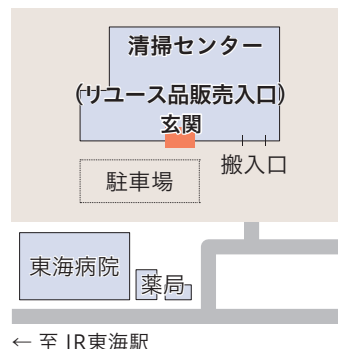 清掃センター
(リユース品販売入口)
玄関
搬入口
駐車場
東海病院
薬局
← 至 JR東海駅